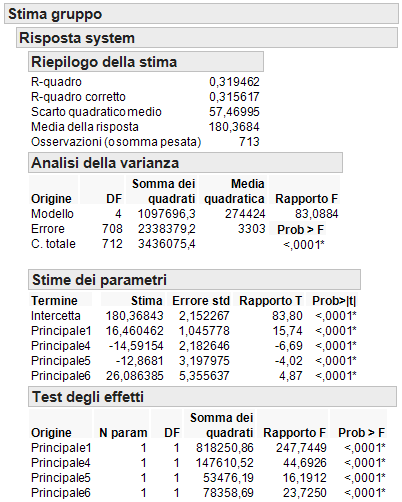 Stima gruppo
Risposta system
Riepilogo della stima
R-quadro 0,319462
R-quadro corretto 0,315617
Scarto quadratico medio 57,46995
Media della risposta 180,3684
Osservazioni (o somma pesata) 713
Analisi della varianza
Origine DF Somma dei quadrati Media quadratica Rapporto F
Modello 4 1097696,3 274424 83,0884
Errore 708 2338379,2 3303 Prob > F
C. totale 712 3436075,4 <,0001*
Stime dei parametri
Termine Stima Errore std Rapporto T Prob>|t|
Intercetta 180,36843 2,152267 83,80 <,0001*
Principale1 16,460462 1,045778 15,74 <,0001*
Principale4 -14,59154 2,182646 -6,69 <,0001*
Principale5 -12,8681 3,197975 -4,02 <,0001*
Principale6 26,086385 5,355637 4,87 <,0001*
Test degli effetti
Origine N param DF Somma dei quadrati Rapporto F Prob > F
Principale1 1 1 818250,86 247,7449 <,0001*
Principale4 1 1 147610,52 44,6926 <,0001*
Principale5 1 1 53476,19 16,1912 <,0001*
Principale6 1 1 78358,69 23,7250 <,0001*